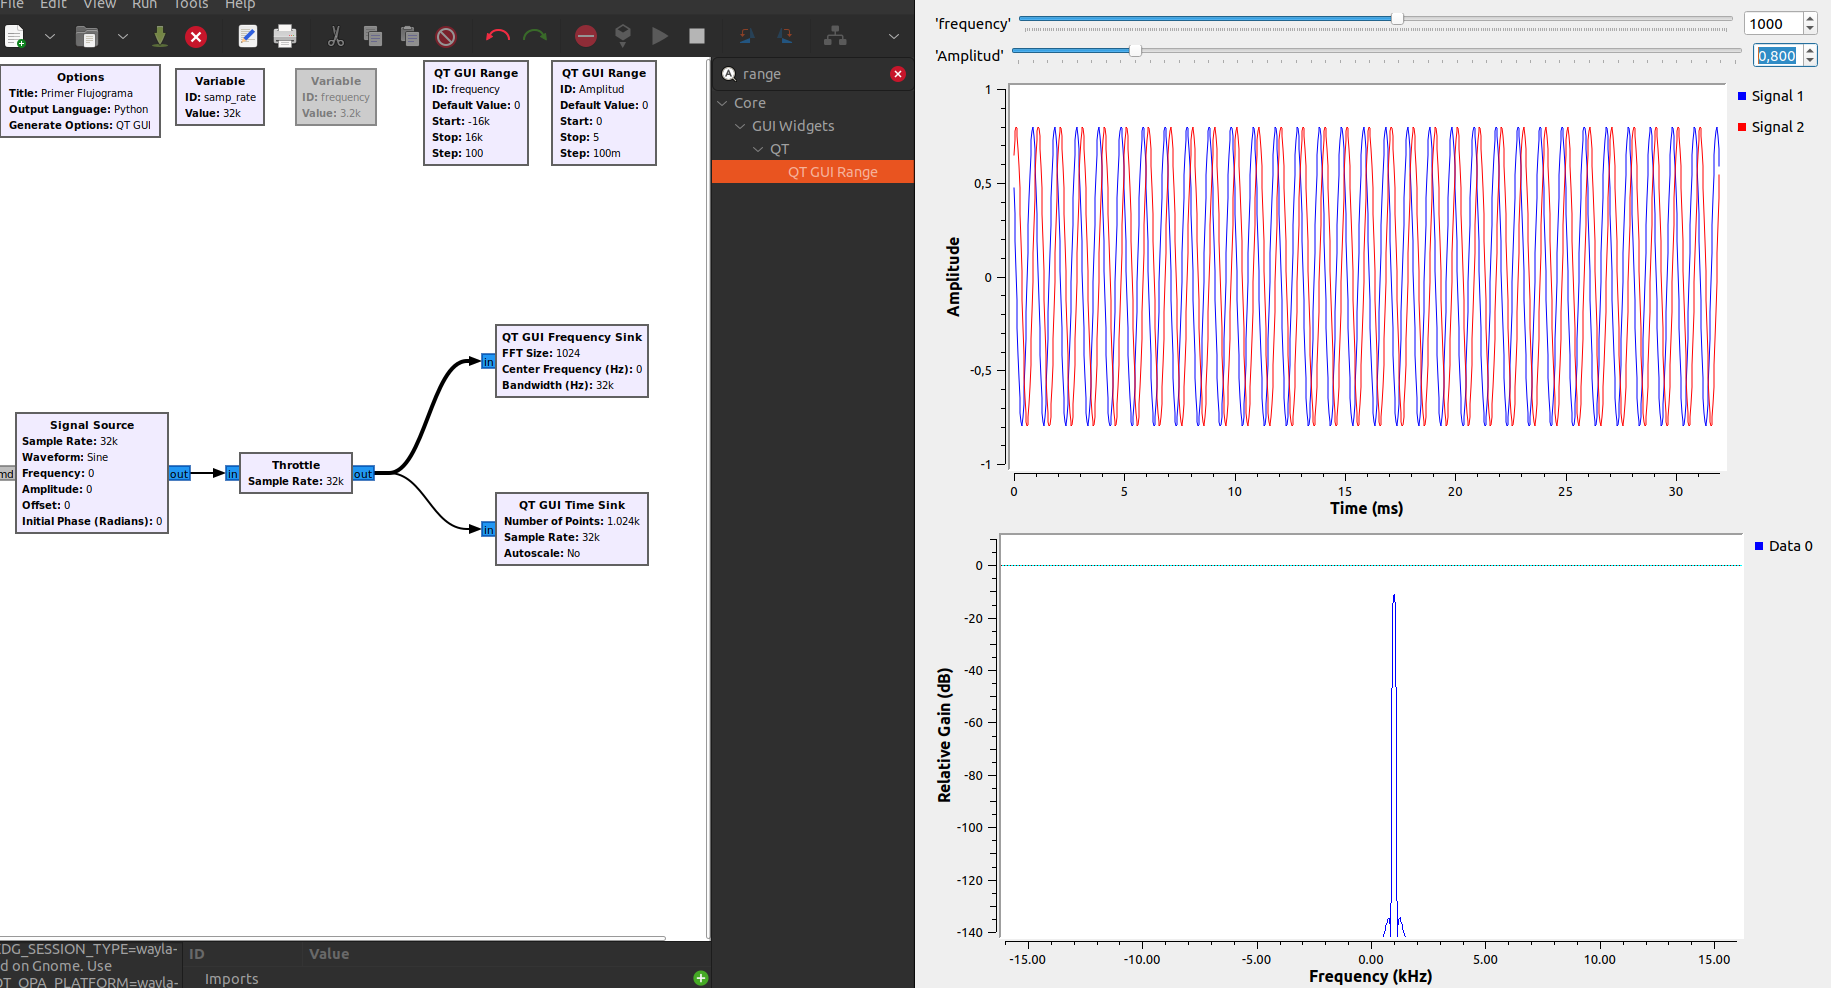 File Edit View Run Tools Help
Options
Title: Primer Flujograma
Output Language: Python
Generate Options: QT GUI
Variable
ID: samp_rate
Value: 32k
Variable
ID: frequency
Value: 3.2k
QT GUI Range
ID: frequency
Default Value: 0
Start: -16k
Stop: 16k
Step: 100
QT GUI Range
ID: Amplitud
Default Value: 0
Start: 0
Stop: 5
Step: 100m
range
Core
GUI Widgets
QT
QT GUI Range
Signal Source
Sample Rate: 32k
Waveform: Sine
Frequency: 0
Amplitude: 0
Offset: 0
Initial Phase (Radians): 0
md
out
in
Throttle
Sample Rate: 32k
out
in
QT GUI Frequency Sink
FFT Size: 1024
Center Frequency (Hz): 0
Bandwidth (Hz): 32k
in
QT GUI Time Sink
Number of Points: 1.024k
Sample Rate: 32k
Autoscale: No
XDG_SESSION_TYPE=wayla-
d on Gnome. Use
QT_QPA_PLATFORM=wayla-
ID Value
Imports
'frequency' 1000
'Amplitud' 0,800
Amplitude
1
0,5
0
-0,5
-1
0 5 10 15 20 25 30
Time (ms)
Signal 1
Signal 2
Relative Gain (dB)
0
-20
-40
-60
-80
-100
-120
-140
-15.00 -10.00 -5.00 0.00 5.00 10.00 15.00
Frequency (kHz)
Data 0